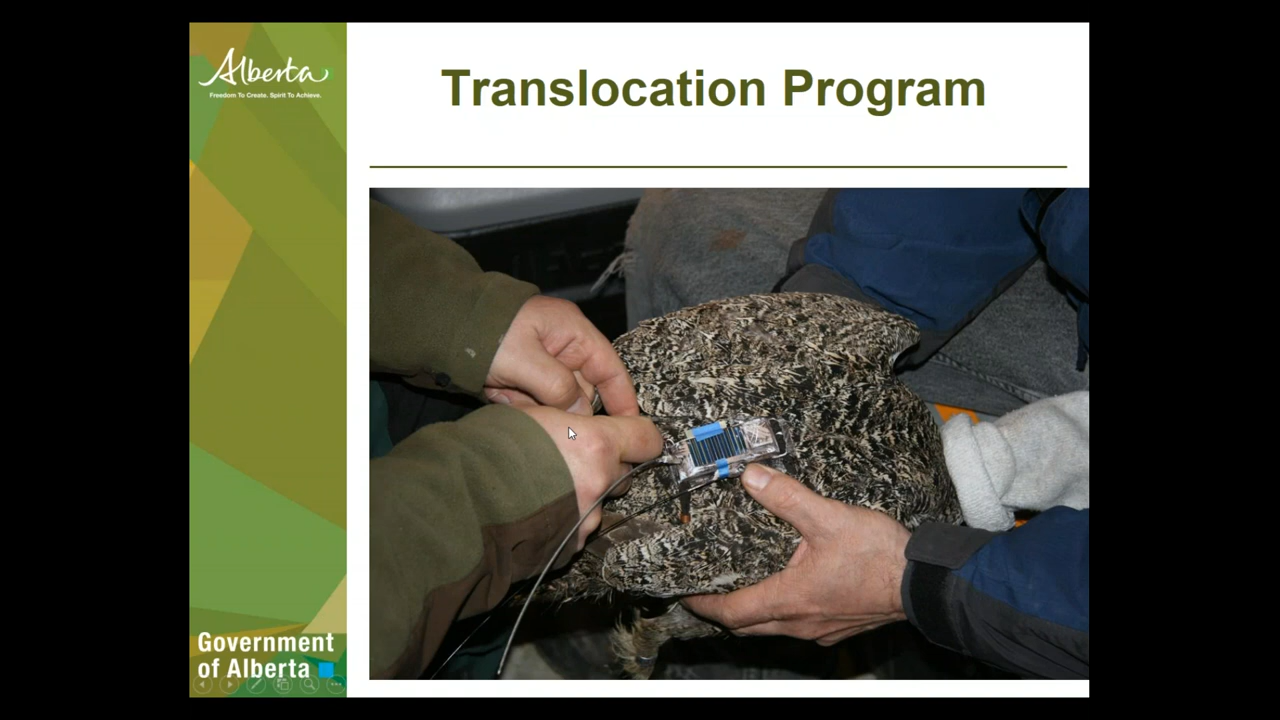 Alberta
Freedom To Create. Spirit To Achieve.
Translocation Program
Government
of Alberta